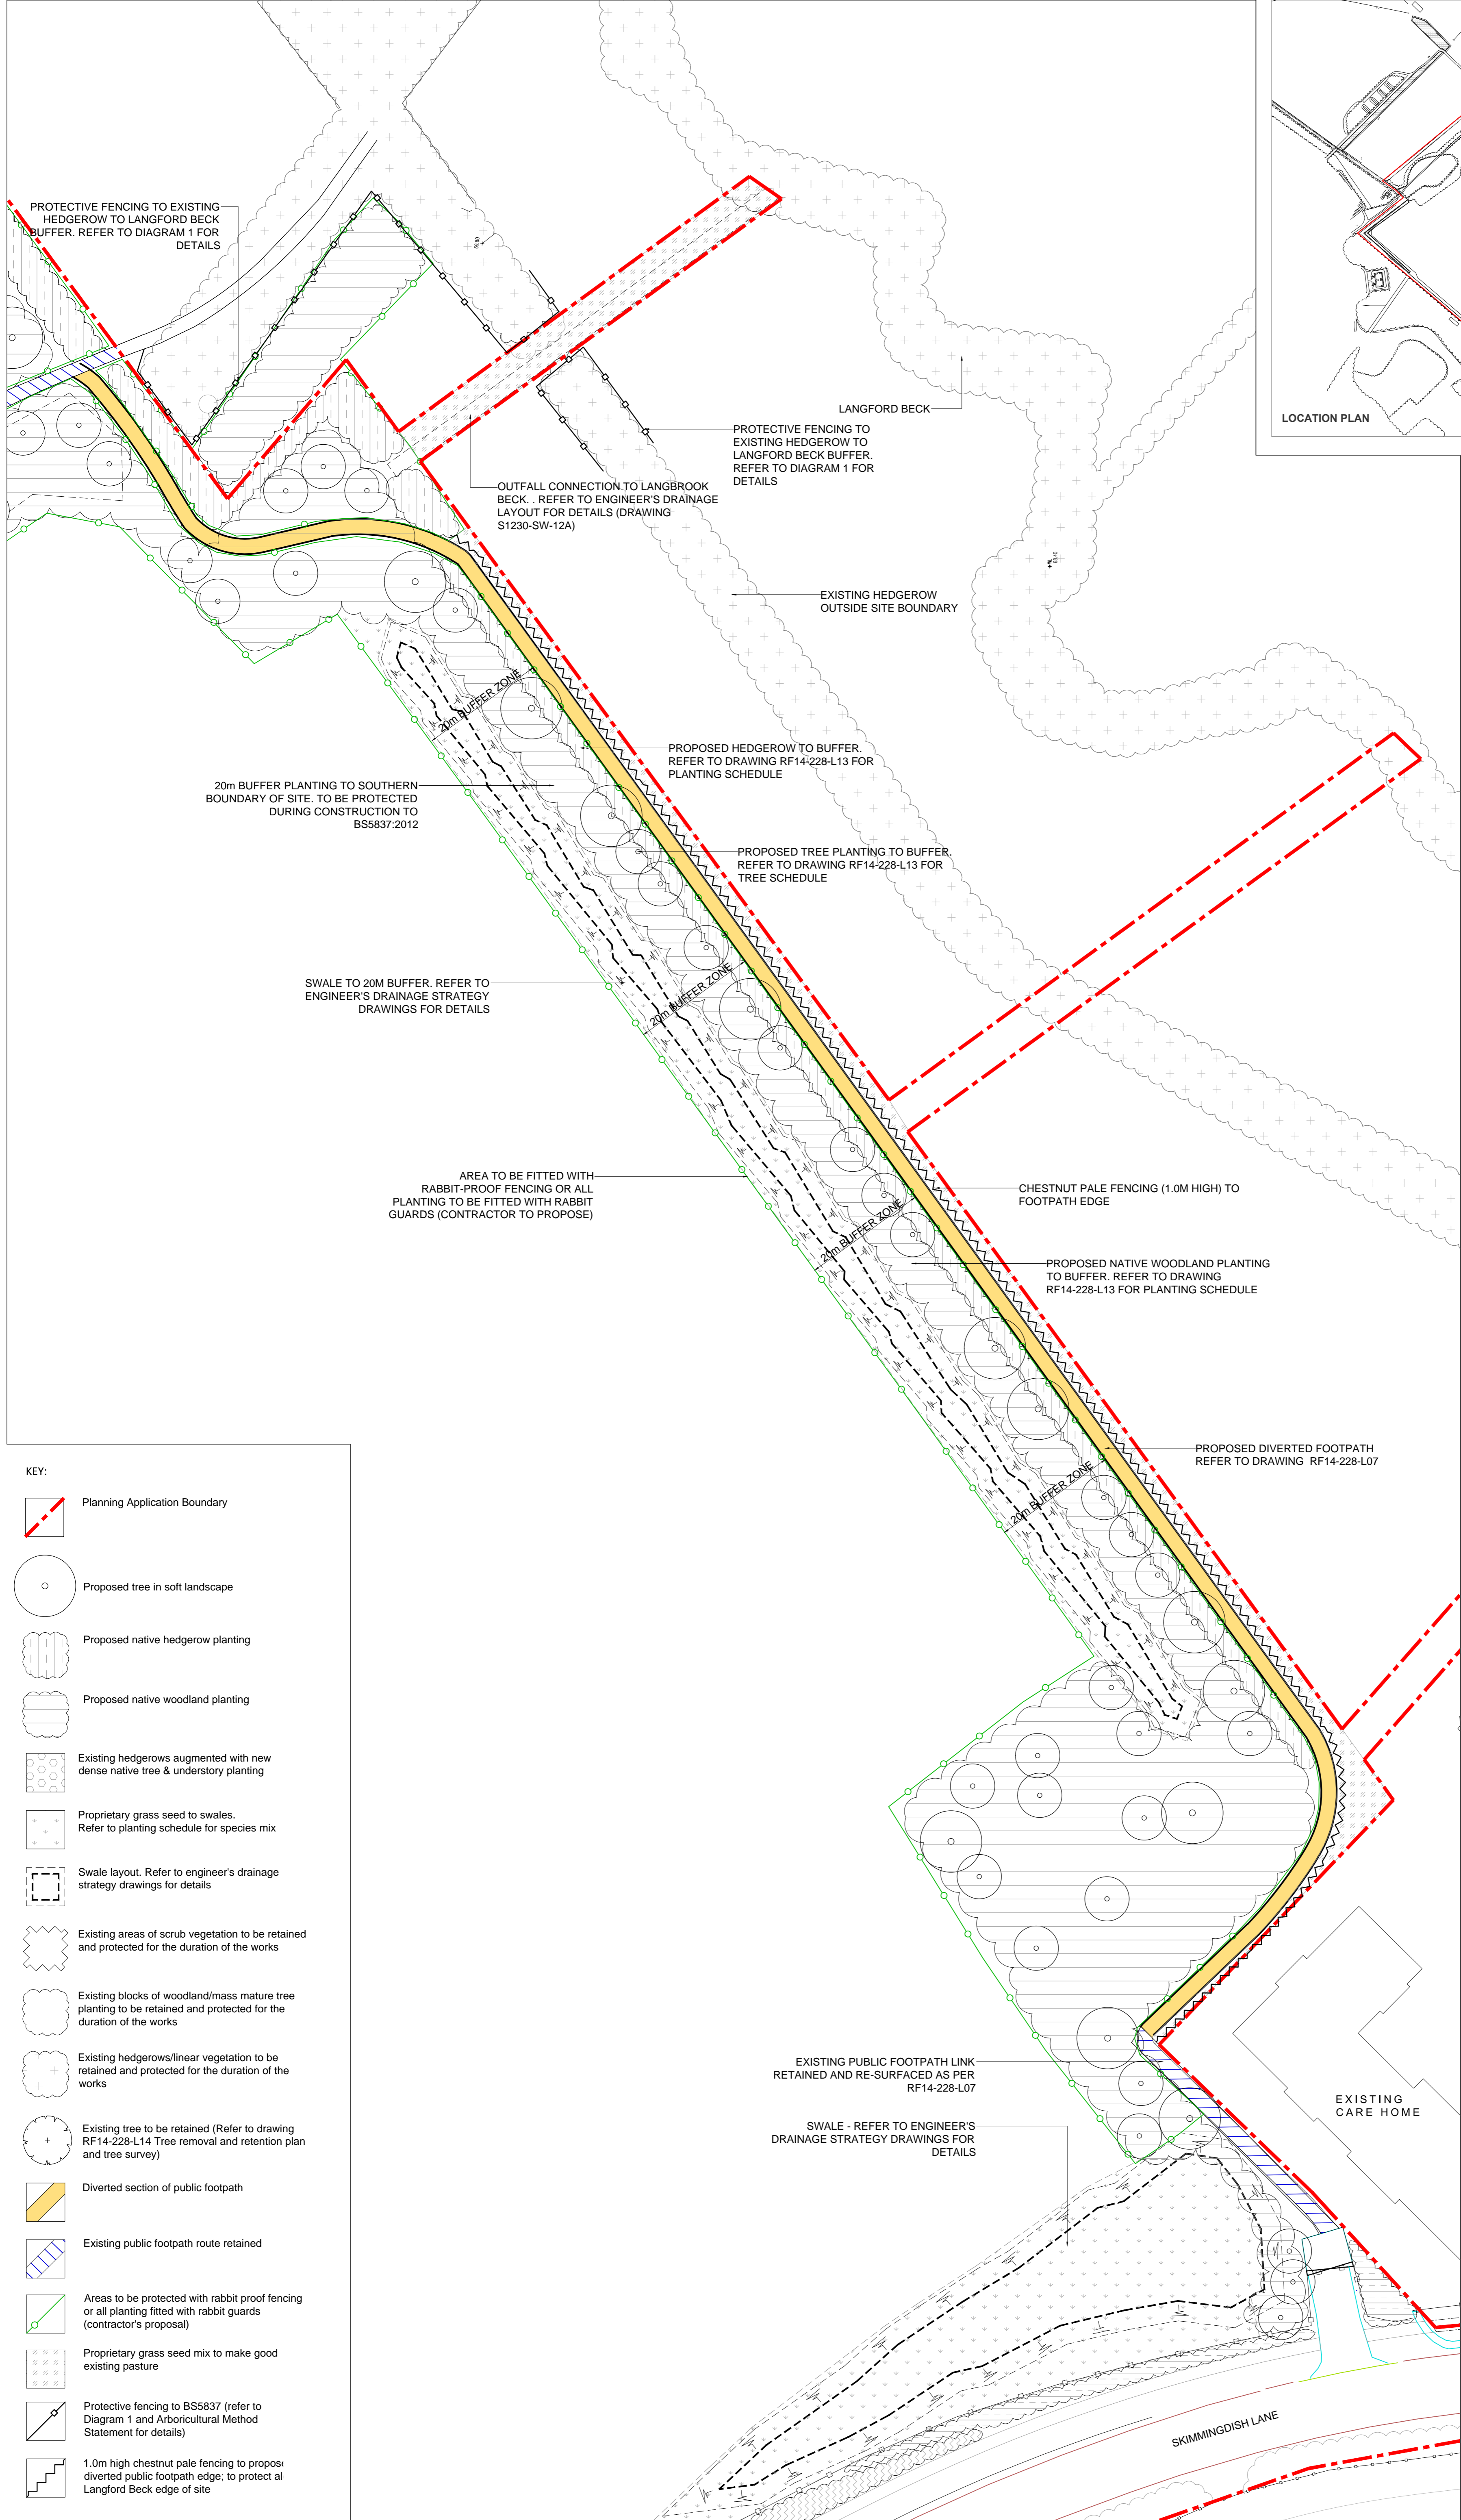 PROTECTIVE FENCING TO EXISTING
HEDGEROW TO LANGFORD BECK
BUFFER. REFER TO DIAGRAM 1 FOR
DETAILS
69.80
LOCATION PLAN
LANGFORD BECK
PROTECTIVE FENCING TO
EXISTING HEDGEROW TO
LANGFORD BECK BUFFER.
REFER TO DIAGRAM 1 FOR
DETAILS
OUTFALL CONNECTION TO LANGBROOK
BECK. . REFER TO ENGINEER'S DRAINAGE
LAYOUT FOR DETAILS (DRAWING
S1230-SW-12A)
68.40
EXISTING HEDGEROW
OUTSIDE SITE BOUNDARY
20m BUFFER ZONE
PROPOSED HEDGEROW TO BUFFER.
REFER TO DRAWING RF14-228-L13 FOR
PLANTING SCHEDULE
20m BUFFER PLANTING TO SOUTHERN
BOUNDARY OF SITE. TO BE PROTECTED
DURING CONSTRUCTION TO
BS5837:2012
PROPOSED TREE PLANTING TO BUFFER.
REFER TO DRAWING RF14-228-L13 FOR
TREE SCHEDULE
SWALE TO 20M BUFFER. REFER TO
ENGINEER'S DRAINAGE STRATEGY
DRAWINGS FOR DETAILS
20m BUFFER ZONE
AREA TO BE FITTED WITH
RABBIT-PROOF FENCING OR ALL
PLANTING TO BE FITTED WITH RABBIT
GUARDS (CONTRACTOR TO PROPOSE)
CHESTNUT PALE FENCING (1.0M HIGH) TO
FOOTPATH EDGE
20m BUFFER ZONE
PROPOSED NATIVE WOODLAND PLANTING
TO BUFFER. REFER TO DRAWING
RF14-228-L13 FOR PLANTING SCHEDULE
PROPOSED DIVERTED FOOTPATH
REFER TO DRAWING RF14-228-L07
20m BUFFER ZONE
EXISTING PUBLIC FOOTPATH LINK
RETAINED AND RE-SURFACED AS PER
RF14-228-L07
EXISTING
CARE HOME
SWALE - REFER TO ENGINEER'S
DRAINAGE STRATEGY DRAWINGS FOR
DETAILS
SKIMMINGDISH LANE
KEY:
Planning Application Boundary
Proposed tree in soft landscape
Proposed native hedgerow planting
Proposed native woodland planting
Existing hedgerows augmented with new
dense native tree & understory planting
Proprietary grass seed to swales.
Refer to planting schedule for species mix
Swale layout. Refer to engineer's drainage
strategy drawings for details
Existing areas of scrub vegetation to be retained
and protected for the duration of the works
Existing blocks of woodland/mass mature tree
planting to be retained and protected for the
duration of the works
Existing hedgerows/linear vegetation to be
retained and protected for the duration of the
works
Existing tree to be retained (Refer to drawing
RF14-228-L14 Tree removal and retention plan
and tree survey)
Diverted section of public footpath
Existing public footpath route retained
Areas to be protected with rabbit proof fencing
or all planting fitted with rabbit guards
(contractor's proposal)
Proprietary grass seed mix to make good
existing pasture
Protective fencing to BS5837 (refer to
Diagram 1 and Arboricultural Method
Statement for details)
1.0m high chestnut pale fencing to propos
diverted public footpath edge; to protect al
Langford Beck edge of site